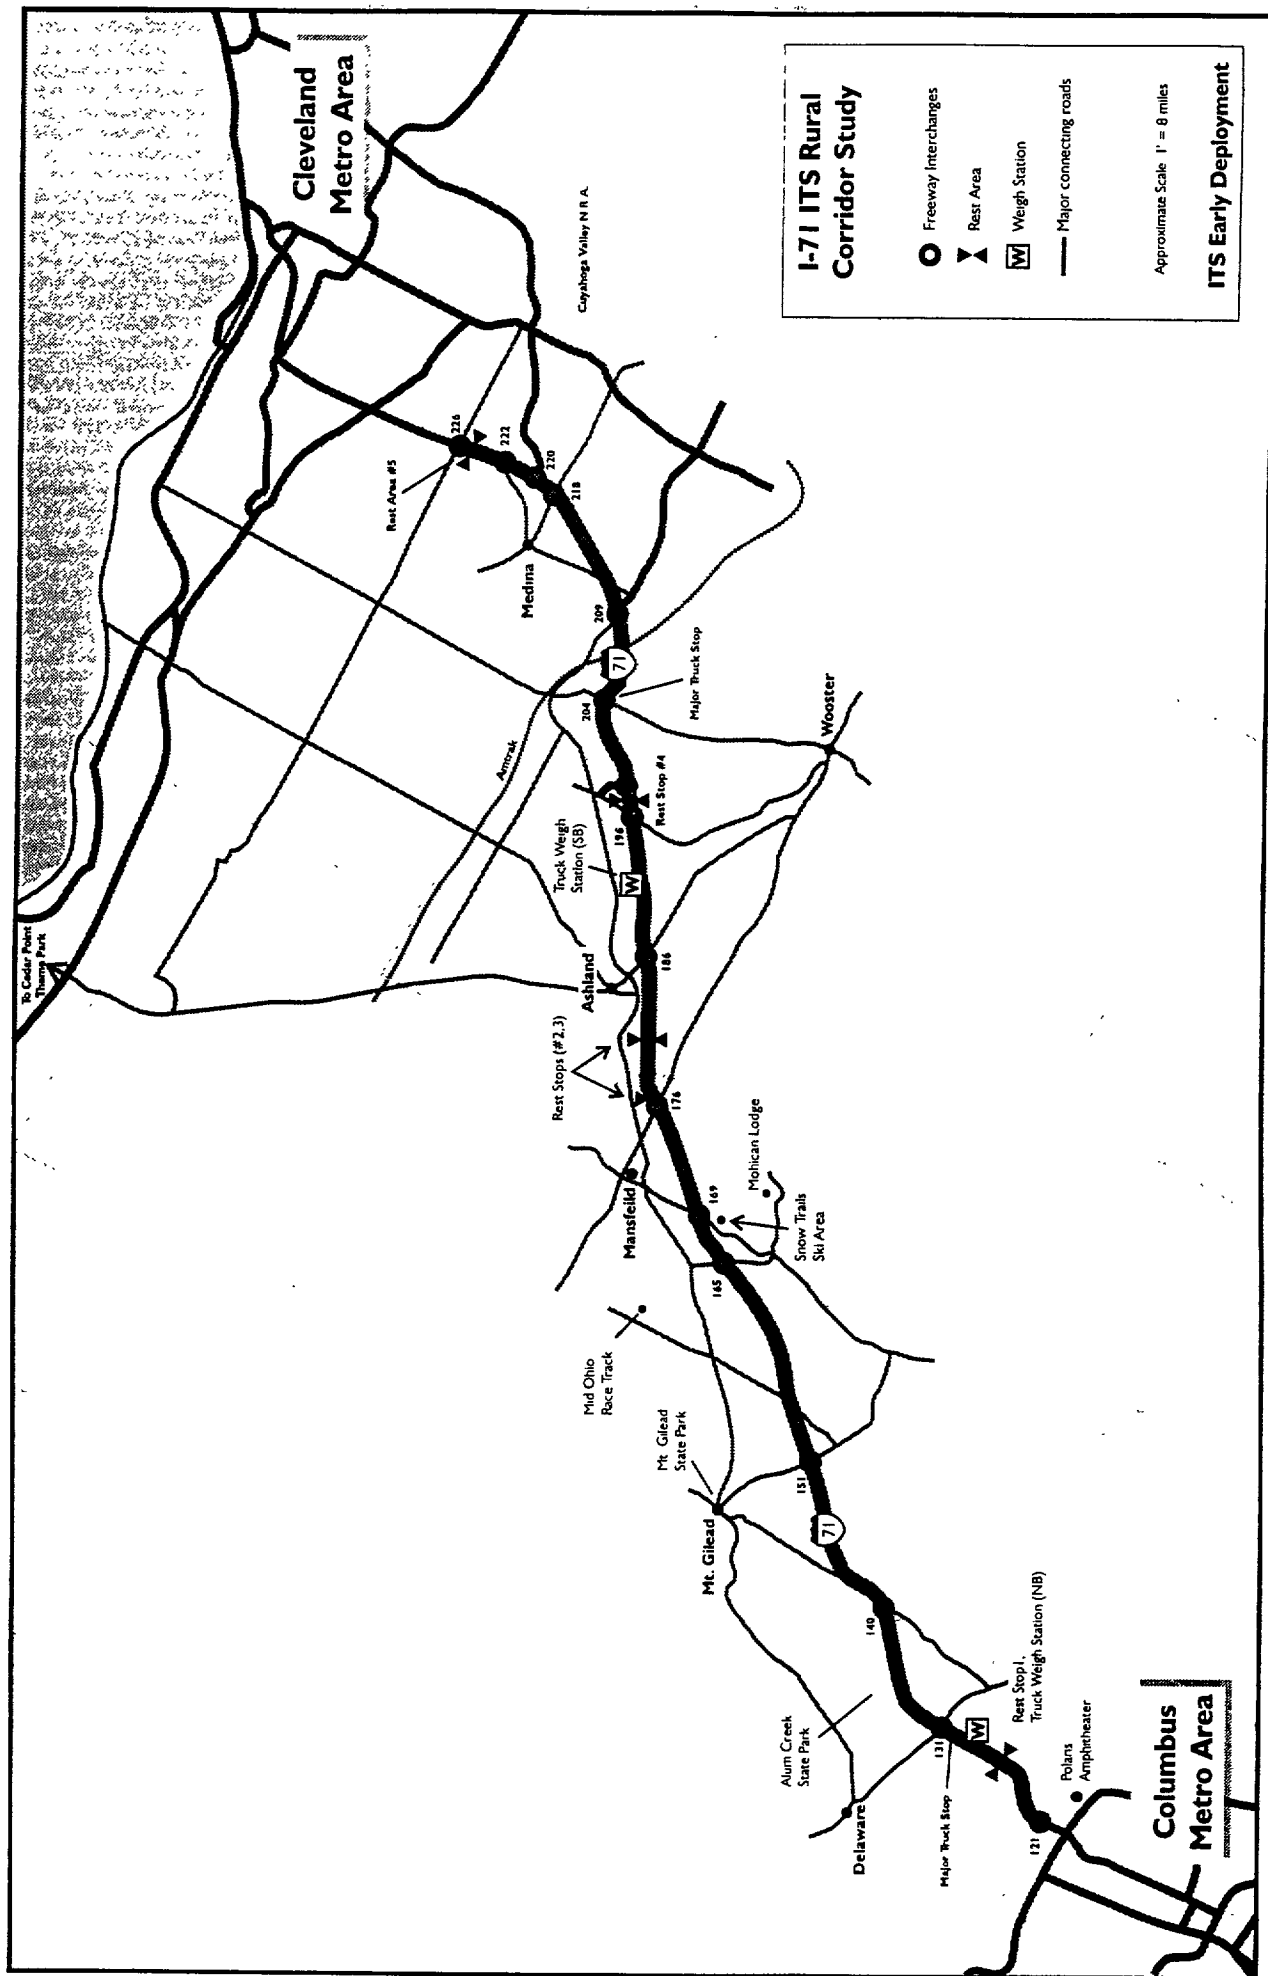 Cleveland
Metro Area
I-71 ITS Rural
Corridor Study
Freeway Interchanges
Rest Area
W
Weigh Station
Major connecting roads
Approximate Scale 1" = 8 miles
ITS Early Deployment
Cuyahoga Valley N R A
226
Rest Area #5
222
220
218
Medina
209
71
204
Major Truck Stop
Amtrak
Wooster
Rest Stop #4
196
Truck Weigh
Station (SB)
W
To Cedar Point
Theme Park
Ashland
186
Rest Stops (#2,3)
176
Mansfeild
169
Mohican Lodge
Snow Trails
Ski Area
165
Mid Ohio
Race Track
Mt Gilead
State Park
151
Mt. Gilead
71
140
Alum Creek
State Park
131
W
Rest Stop1,
Truck Weigh Station (NB)
Delaware
Major Truck Stop
Polaris
Amphitheater
121
Columbus
Metro Area